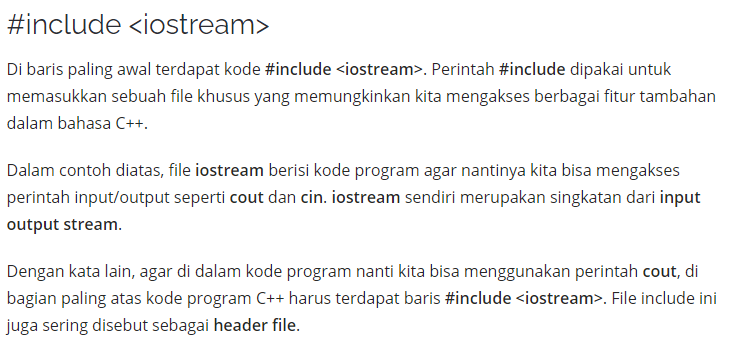 #include <iostream>
Di baris paling awal terdapat kode #include <iostream>. Perintah #include dipakai untuk
memasukkan sebuah file khusus yang memungkinkan kita mengakses berbagai fitur tambahan
dalam bahasa C++.
Dalam contoh diatas, file iostream berisi kode program agar nantinya kita bisa mengakses
perintah input/output seperti cout dan cin. iostream sendiri merupakan singkatan dari input
output stream.
Dengan kata lain, agar di dalam kode program nanti kita bisa menggunakan perintah cout, di
bagian paling atas kode program C++ harus terdapat baris #include <iostream>. File include ini
juga sering disebut sebagai header file.